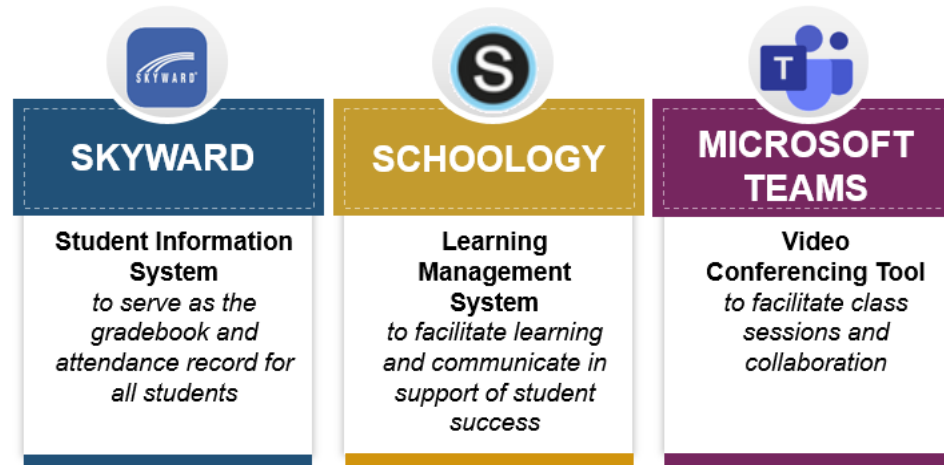 SKYWARD®
S
T
SKYWARD
SCHOOLOGY
MICROSOFT
TEAMS
Student Information
System
to serve as the
gradebook and
attendance record for
all students
Learning
Management
System
to facilitate learning
and communicate in
support of student
success
Video
Conferencing Tool
to facilitate class
sessions and
collaboration